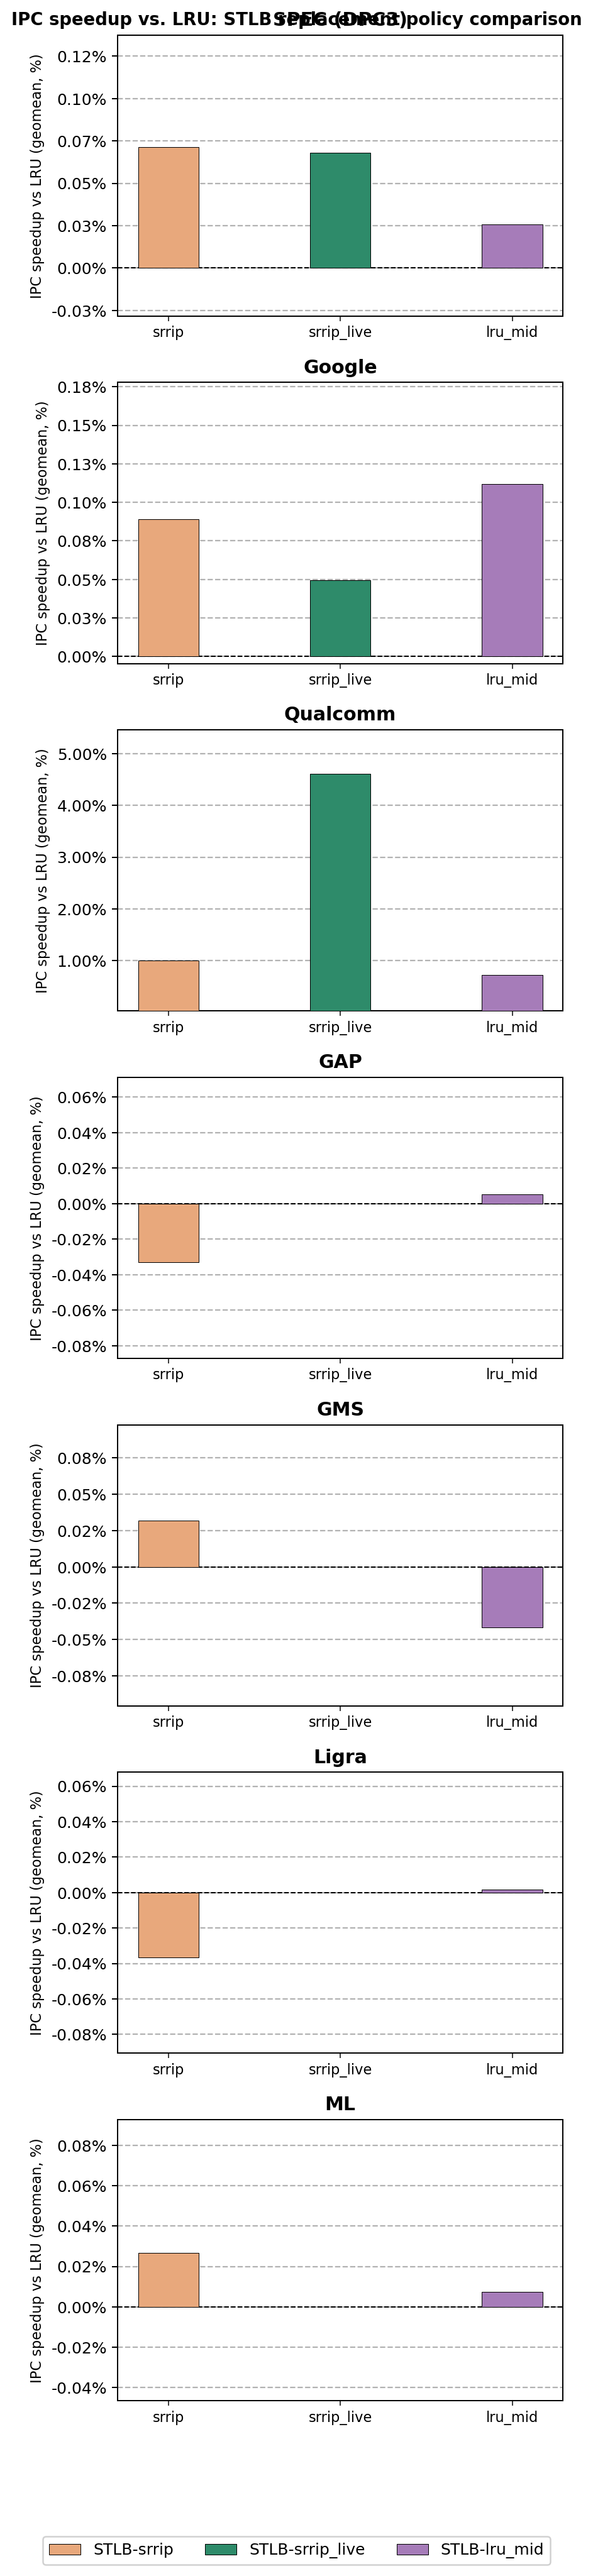 IPC speedup vs. LRU: STLB replacement policy comparison
SPEC (DPC3)
IPC speedup vs LRU (geomean, %)
0.12%
0.10%
0.07%
0.05%
0.03%
0.00%
-0.03%
srrip srrip_live lru_mid
Google
IPC speedup vs LRU (geomean, %)
0.18%
0.15%
0.13%
0.10%
0.08%
0.05%
0.03%
0.00%
srrip srrip_live lru_mid
Qualcomm
IPC speedup vs LRU (geomean, %)
5.00%
4.00%
3.00%
2.00%
1.00%
srrip srrip_live lru_mid
GAP
IPC speedup vs LRU (geomean, %)
0.06%
0.04%
0.02%
0.00%
-0.02%
-0.04%
-0.06%
-0.08%
srrip srrip_live lru_mid
GMS
IPC speedup vs LRU (geomean, %)
0.08%
0.05%
0.02%
0.00%
-0.02%
-0.05%
-0.08%
srrip srrip_live lru_mid
Ligra
IPC speedup vs LRU (geomean, %)
0.06%
0.04%
0.02%
0.00%
-0.02%
-0.04%
-0.06%
-0.08%
srrip srrip_live lru_mid
ML
IPC speedup vs LRU (geomean, %)
0.08%
0.06%
0.04%
0.02%
0.00%
-0.02%
-0.04%
srrip srrip_live lru_mid
STLB-srrip STLB-srrip_live STLB-lru_mid